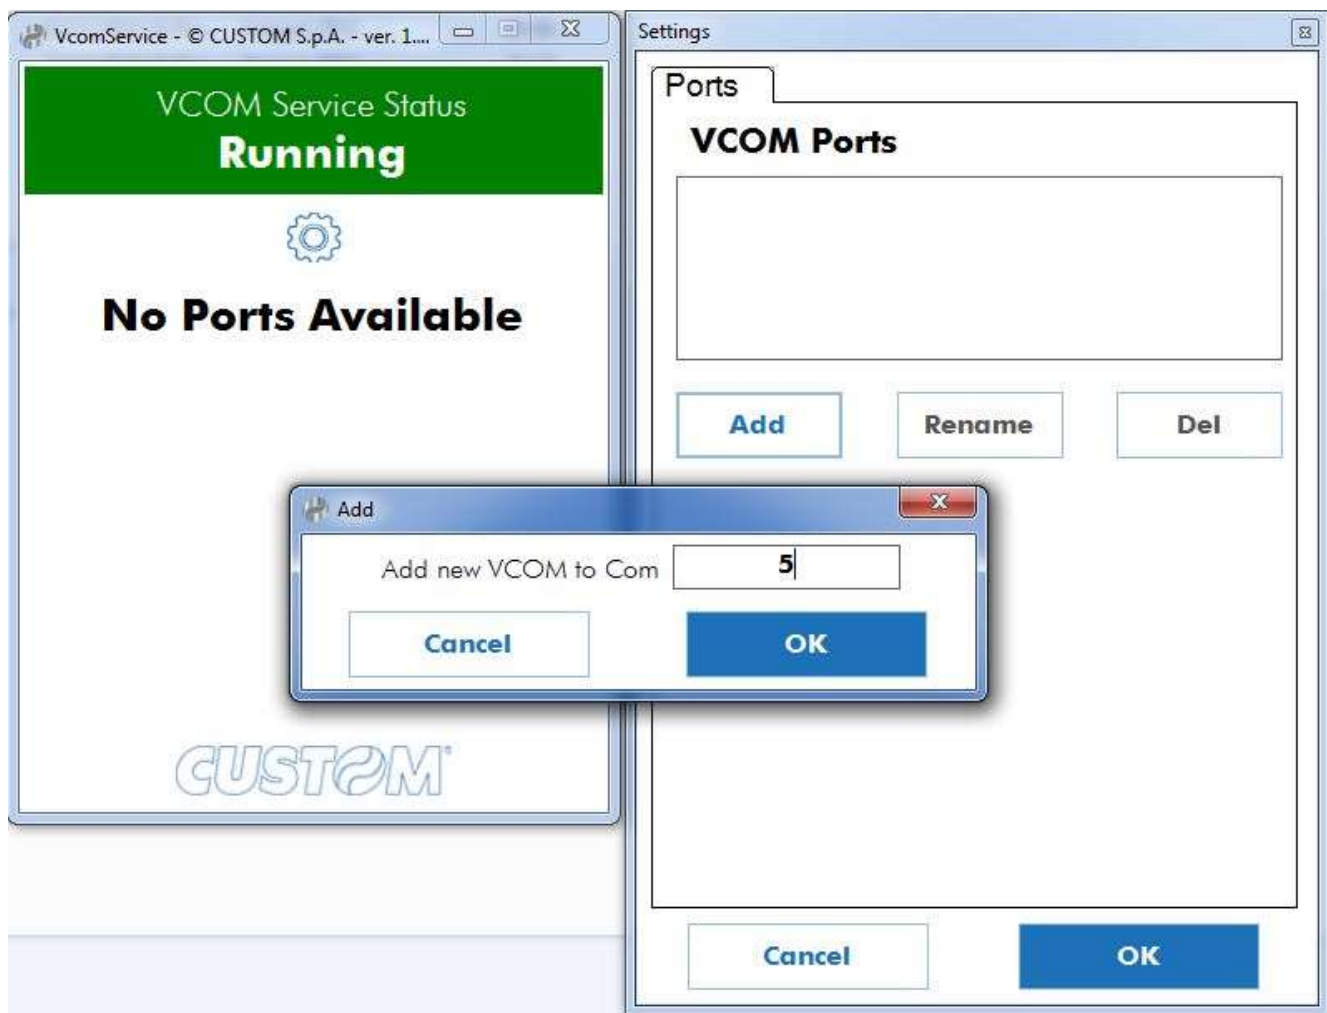 VcomService - © CUSTOM S.p.A. - ver. 1....
VCOM Service Status
Running
No Ports Available
CUSTOM
Settings
Ports
VCOM Ports
Add
Rename
Del
Add
Add new VCOM to Com 5
Cancel
OK
Cancel
OK